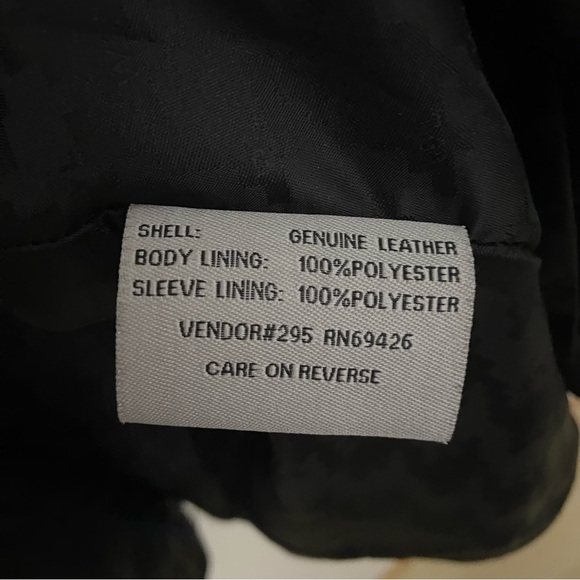 SHELL: GENUINE LEATHER
BODY LINING: 100%POLYESTER
SLEEVE LINING: 100%POLYESTER
VENDOR#295 RN69426
CARE ON REVERSE